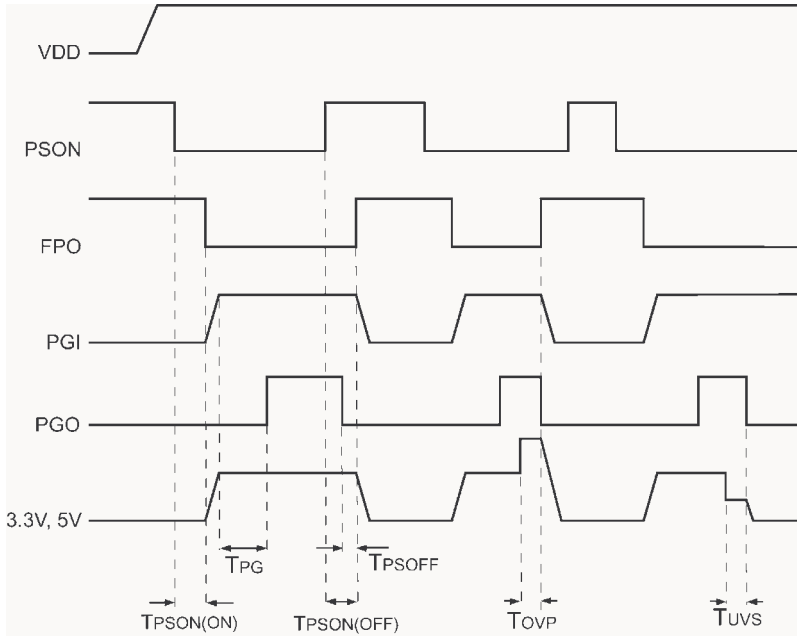 VDD
PSON
FPO
PGI
PGO
3.3V, 5V
TPG
TPSOFF
TPSON(ON)
TPSON(OFF)
TOVP
TUVS